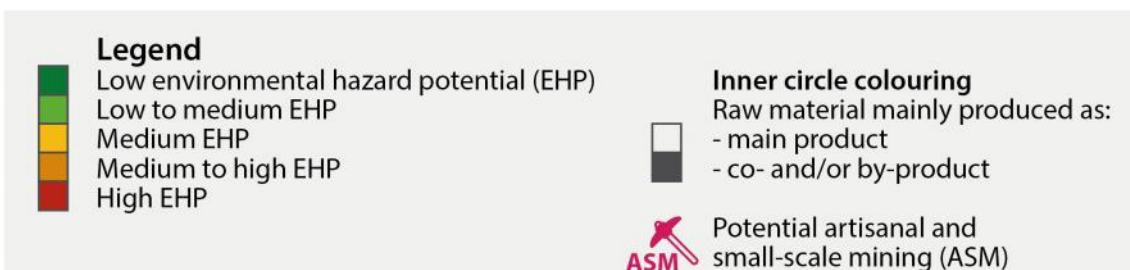 Legend
Low environmental hazard potential (EHP)
Low to medium EHP
Medium EHP
Medium to high EHP
High EHP
Inner circle colouring
Raw material mainly produced as:
- main product
- co- and/or by-product
ASM
Potential artisanal and
small-scale mining (ASM)